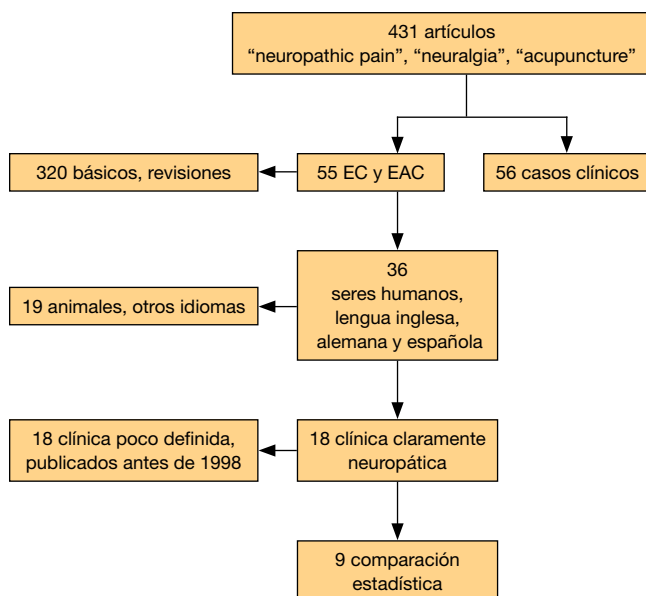 431 artículos
“neuropathic pain”, “neuralgia”, “acupuncture”
320 básicos, revisiones
55 EC y EAC
56 casos clínicos
36
seres humanos,
lengua inglesa,
alemana y española
19 animales, otros idiomas
18 clínica poco definida,
publicados antes de 1998
18 clínica claramente
neuropática
9 comparación
estadística